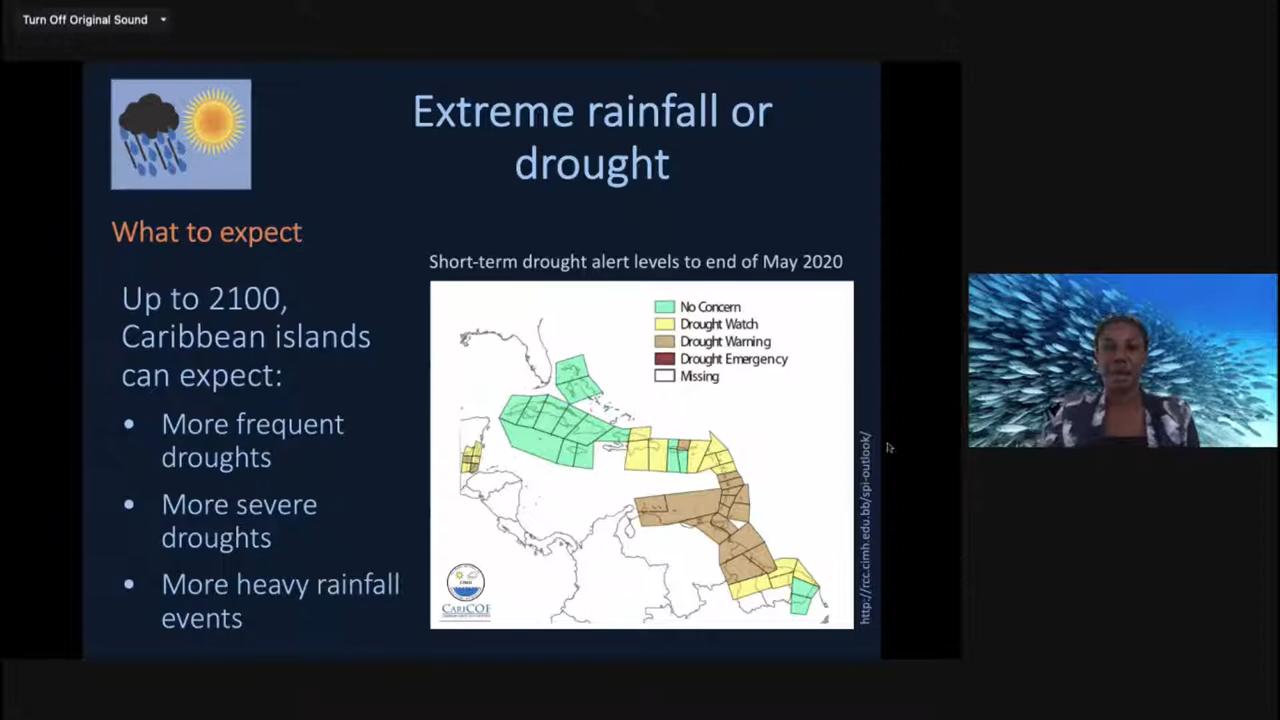 Turn Off Original Sound
Extreme rainfall or
drought
What to expect
Short-term drought alert levels to end of May 2020
Up to 2100,
Caribbean islands
can expect:
• More frequent
droughts
• More severe
droughts
• More heavy rainfall
events
No Concern
Drought Watch
Drought Warning
Drought Emergency
Missing
CariCOF
http://rcc.cimh.edu.bb/spi-outlook/